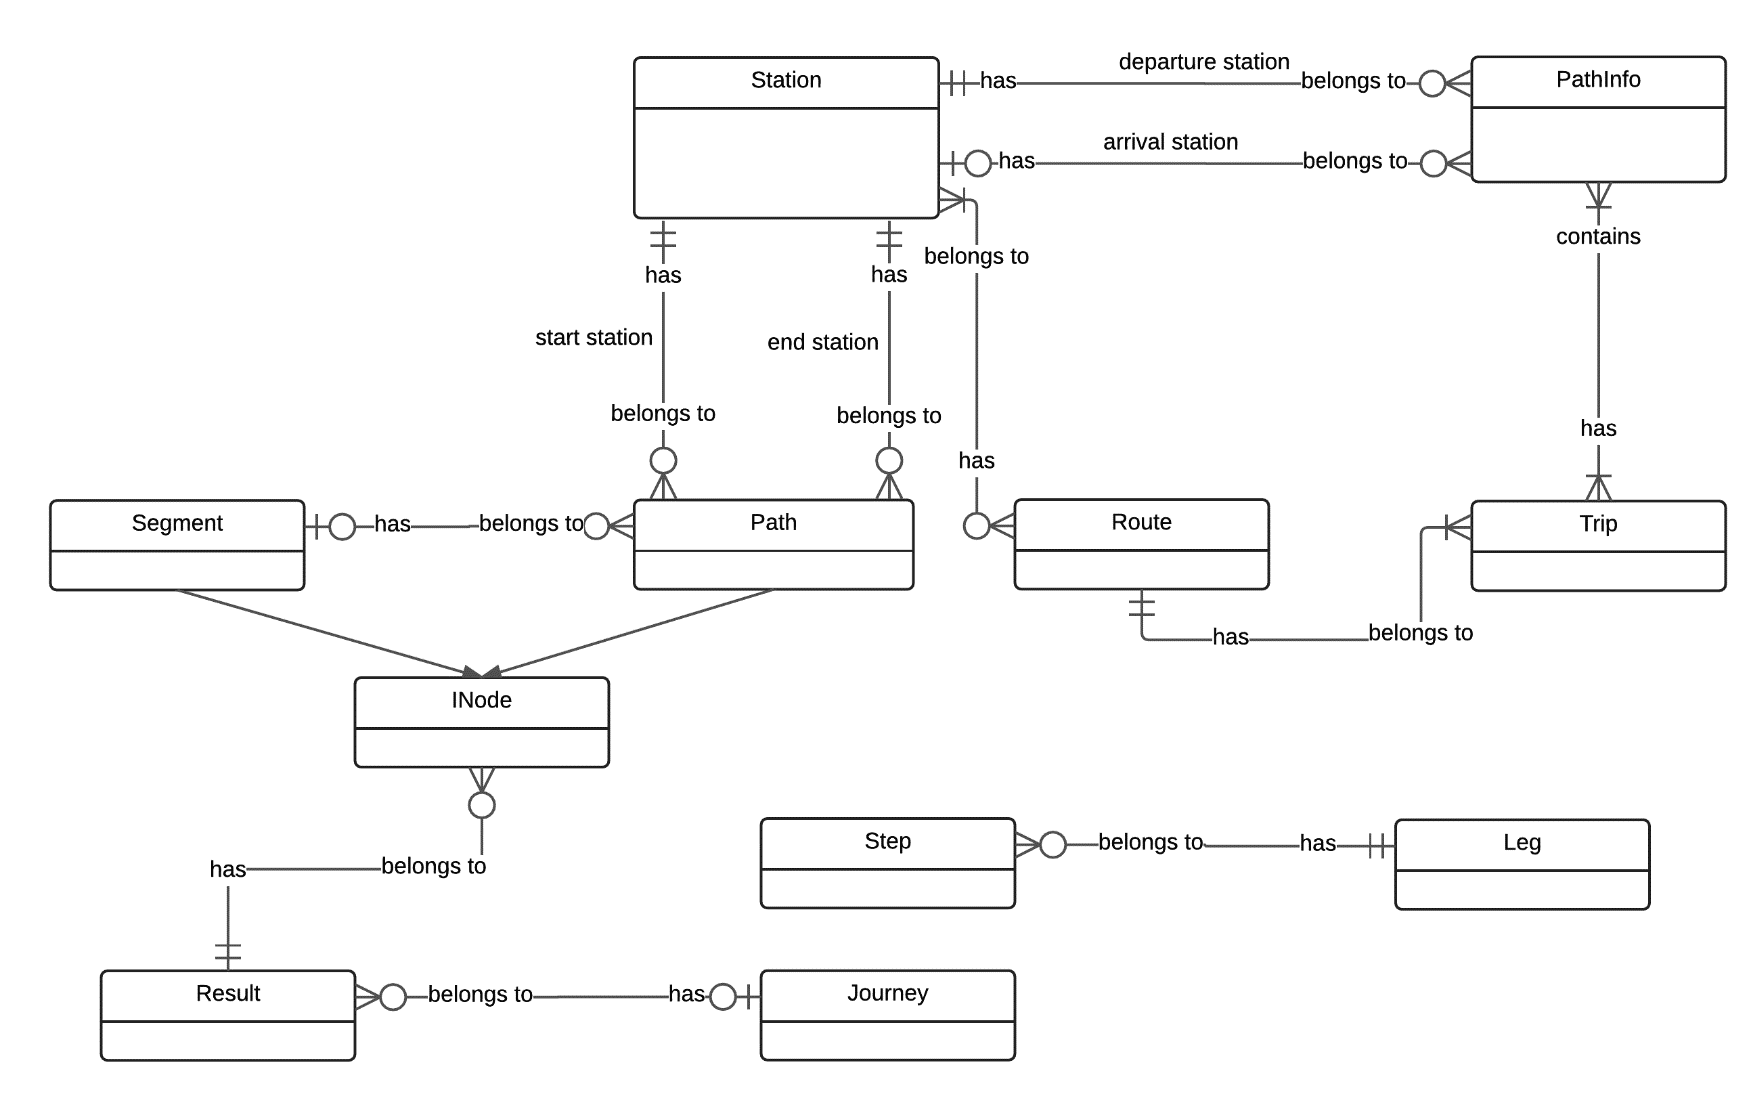 Station
has
departure station
belongs to
PathInfo
has
arrival station
belongs to
has
has
belongs to
contains
start station
end station
belongs to
belongs to
has
has
Segment
has
belongs to
Path
Route
Trip
has
belongs to
INode
has
belongs to
Step
belongs to
has
Leg
Result
belongs to
has
Journey